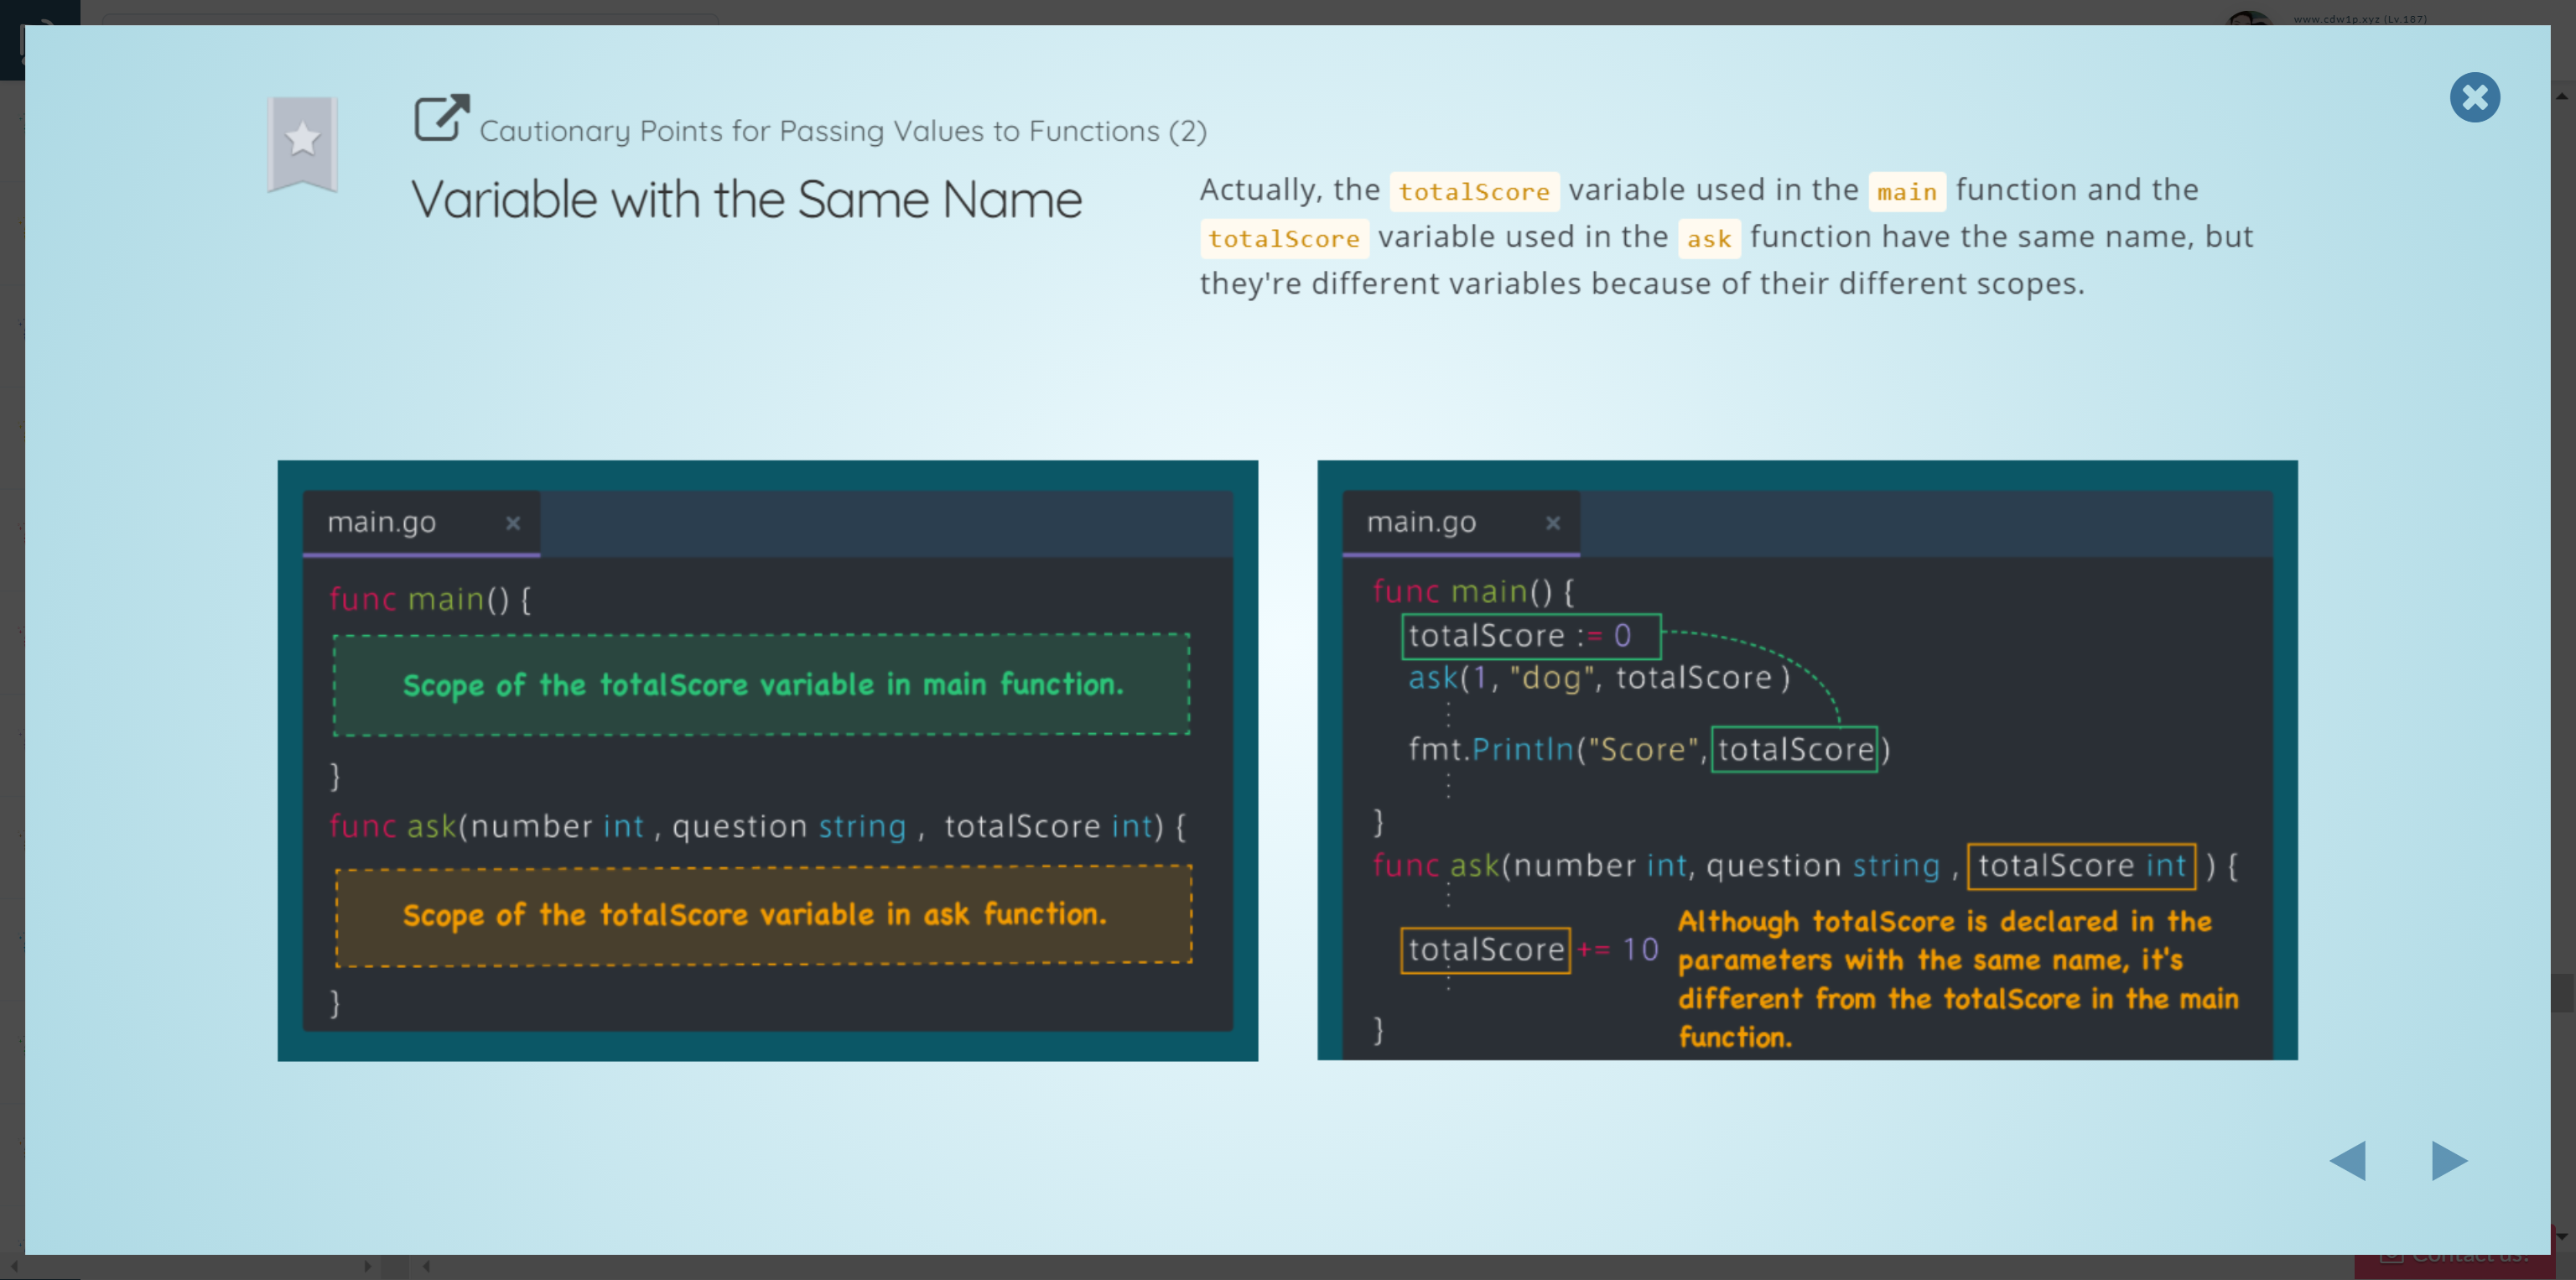 www.cdw1p.xyz (Lv.187)
Cautionary Points for Passing Values to Functions (2)
Variable with the Same Name
Actually, the totalScore variable used in the main function and the
totalScore variable used in the ask function have the same name, but
they're different variables because of their different scopes.
main.go ×
func main() {
Scope of the totalScore variable in main function.
}
func ask(number int , question string , totalScore int) {
Scope of the totalScore variable in ask function.
}
main.go ×
func main() {
totalScore := 0
ask(1, "dog", totalScore )
fmt.Println("Score", totalScore)
}
func ask(number int, question string , totalScore int ) {
totalScore += 10
Although totalScore is declared in the
parameters with the same name, it's
different from the totalScore in the main
function.
}
Contact us!